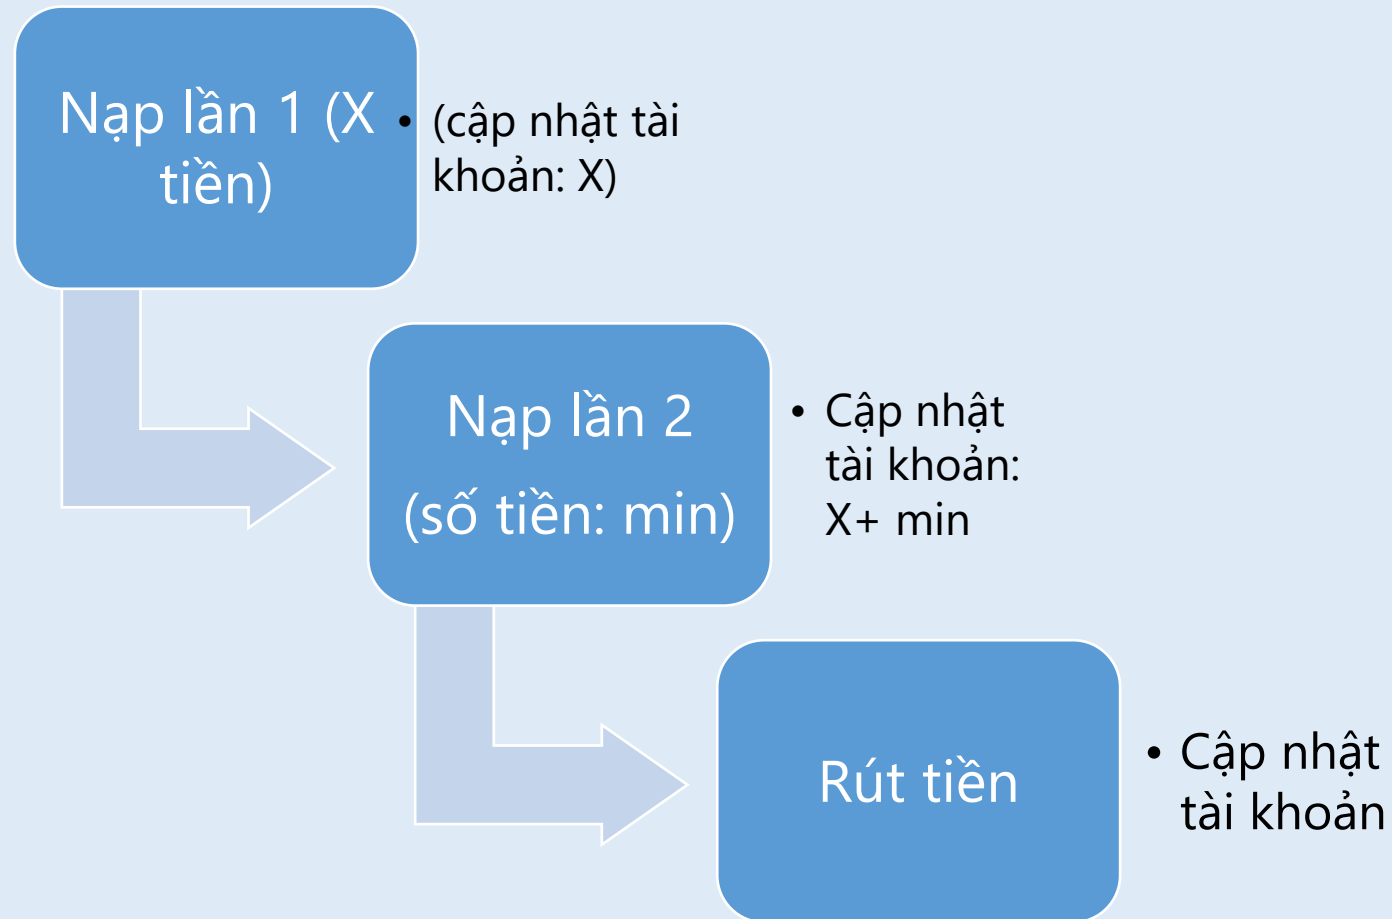 Nạp lần 1 (X
tiền)
• (cập nhật tài
khoản: X)
Nạp lần 2
(số tiền: min)
• Cập nhật
tài khoản:
X+ min
Rút tiền
• Cập nhật
tài khoản